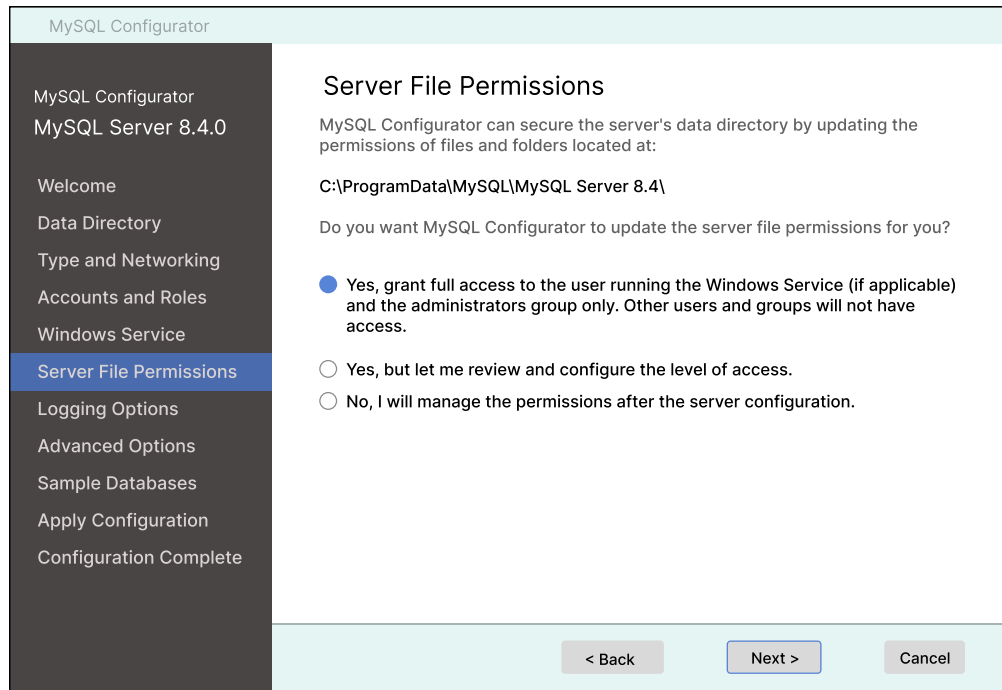 MySQL Configurator
MySQL Configurator
MySQL Server 8.4.0
Welcome
Data Directory
Type and Networking
Accounts and Roles
Windows Service
Server File Permissions
Logging Options
Advanced Options
Sample Databases
Apply Configuration
Configuration Complete
Server File Permissions
MySQL Configurator can secure the server's data directory by updating the
permissions of files and folders located at:
C:\ProgramData\MySQL\MySQL Server 8.4\
Do you want MySQL Configurator to update the server file permissions for you?
Yes, grant full access to the user running the Windows Service (if applicable)
and the administrators group only. Other users and groups will not have
access.
Yes, but let me review and configure the level of access.
No, I will manage the permissions after the server configuration.
< Back
Next >
Cancel